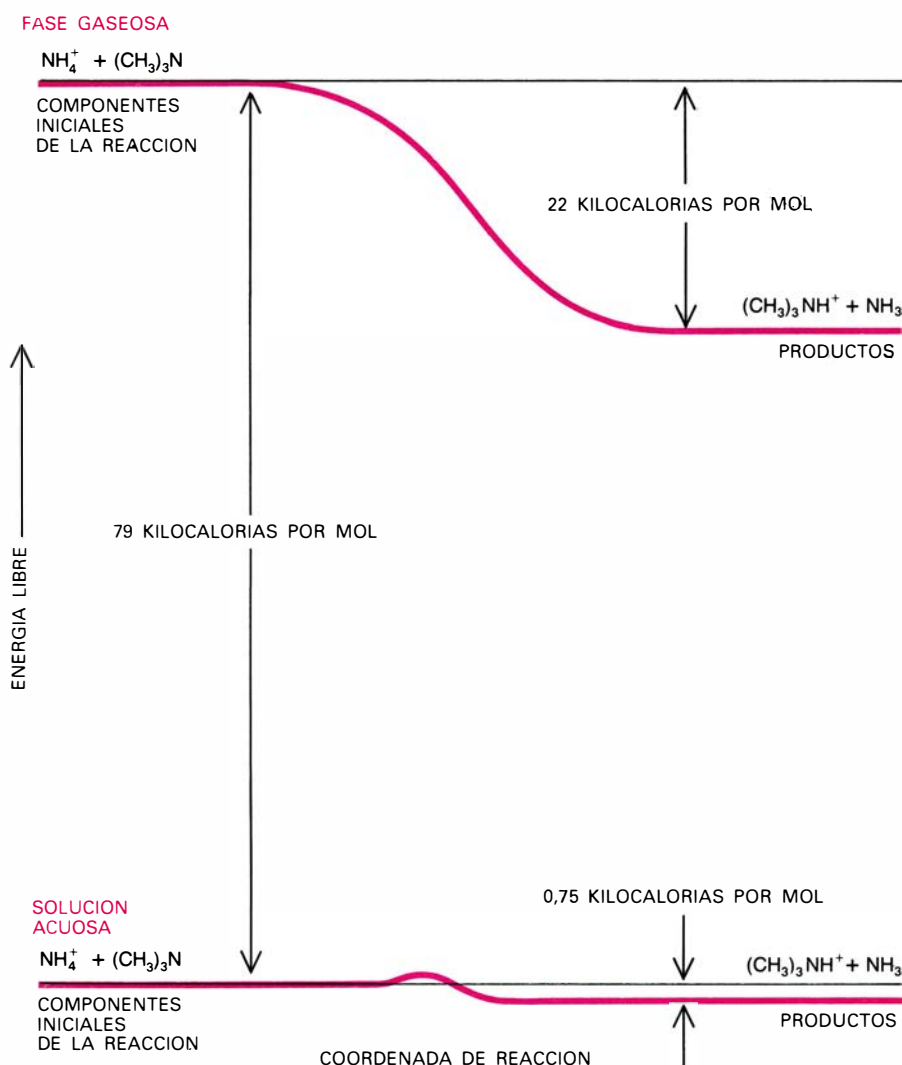 FASE GASEOSA
NH₄⁺ + (CH₃)₃N
COMPONENTES
INICIALES
DE LA REACCION
22 KILOCALORIAS POR MOL
(CH₃)₃NH⁺ + NH₃
PRODUCTOS
79 KILOCALORIAS POR MOL
ENERGIA LIBRE
0,75 KILOCALORIAS POR MOL
SOLUCION
ACUOSA
NH₄⁺ + (CH₃)₃N
(CH₃)₃NH⁺ + NH₃
COMPONENTES
INICIALES
DE LA REACCION
PRODUCTOS
COORDENADA DE REACCION